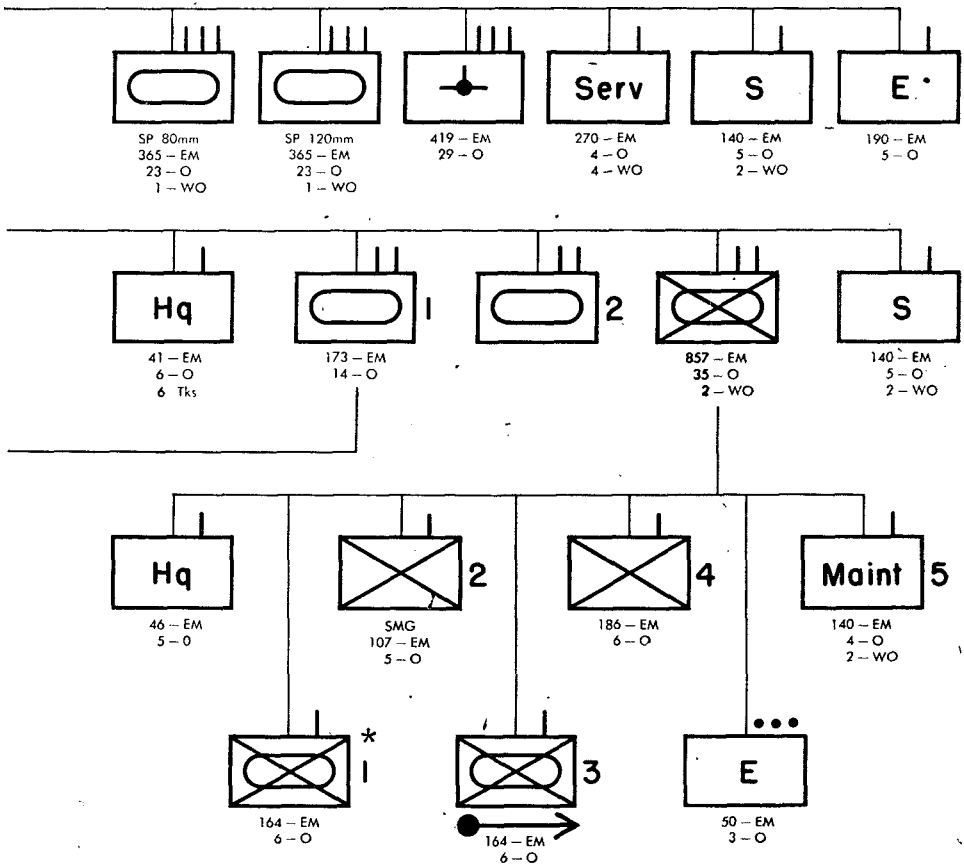 Serv
S
E
SP 80mm
365 – EM
23 – O
1 – WO
SP 120mm
365 – EM
23 – O
1 – WO
419 – EM
29 – O
270 – EM
4 – O
4 – WO
140 – EM
5 – O
2 – WO
190 – EM
5 – O
Hq
1
2
S
41 – EM
6 – O
6 Tks
173 – EM
14 – O
857 – EM
35 – O
2 – WO
140 – EM
5 – O
2 – WO
Hq
2
4
Maint 5
46 – EM
5 – 0
SMG
107 – EM
5 – O
186 – EM
6 – O
140 – EM
4 – O
2 – WO
*
1
3
E
164 – EM
6 – O
164 – EM
6 – O
50 – EM
3 – O